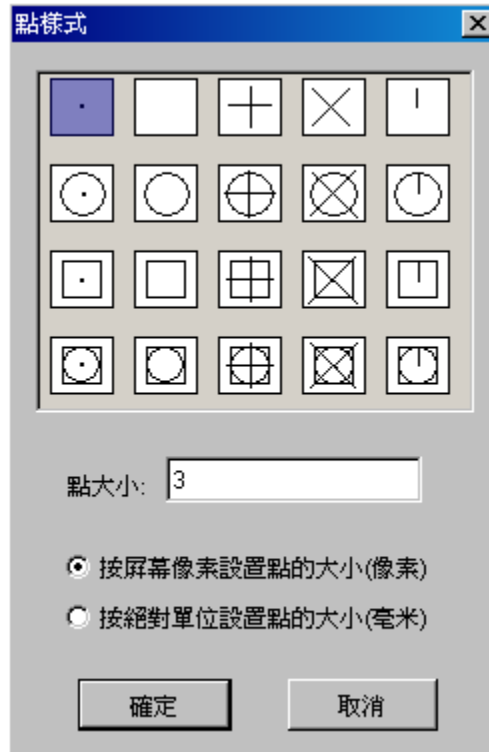 點樣式
點大小: 3
按屏幕像素設置點的大小(像素)
按絕對單位設置點的大小(毫米)
確定 取消